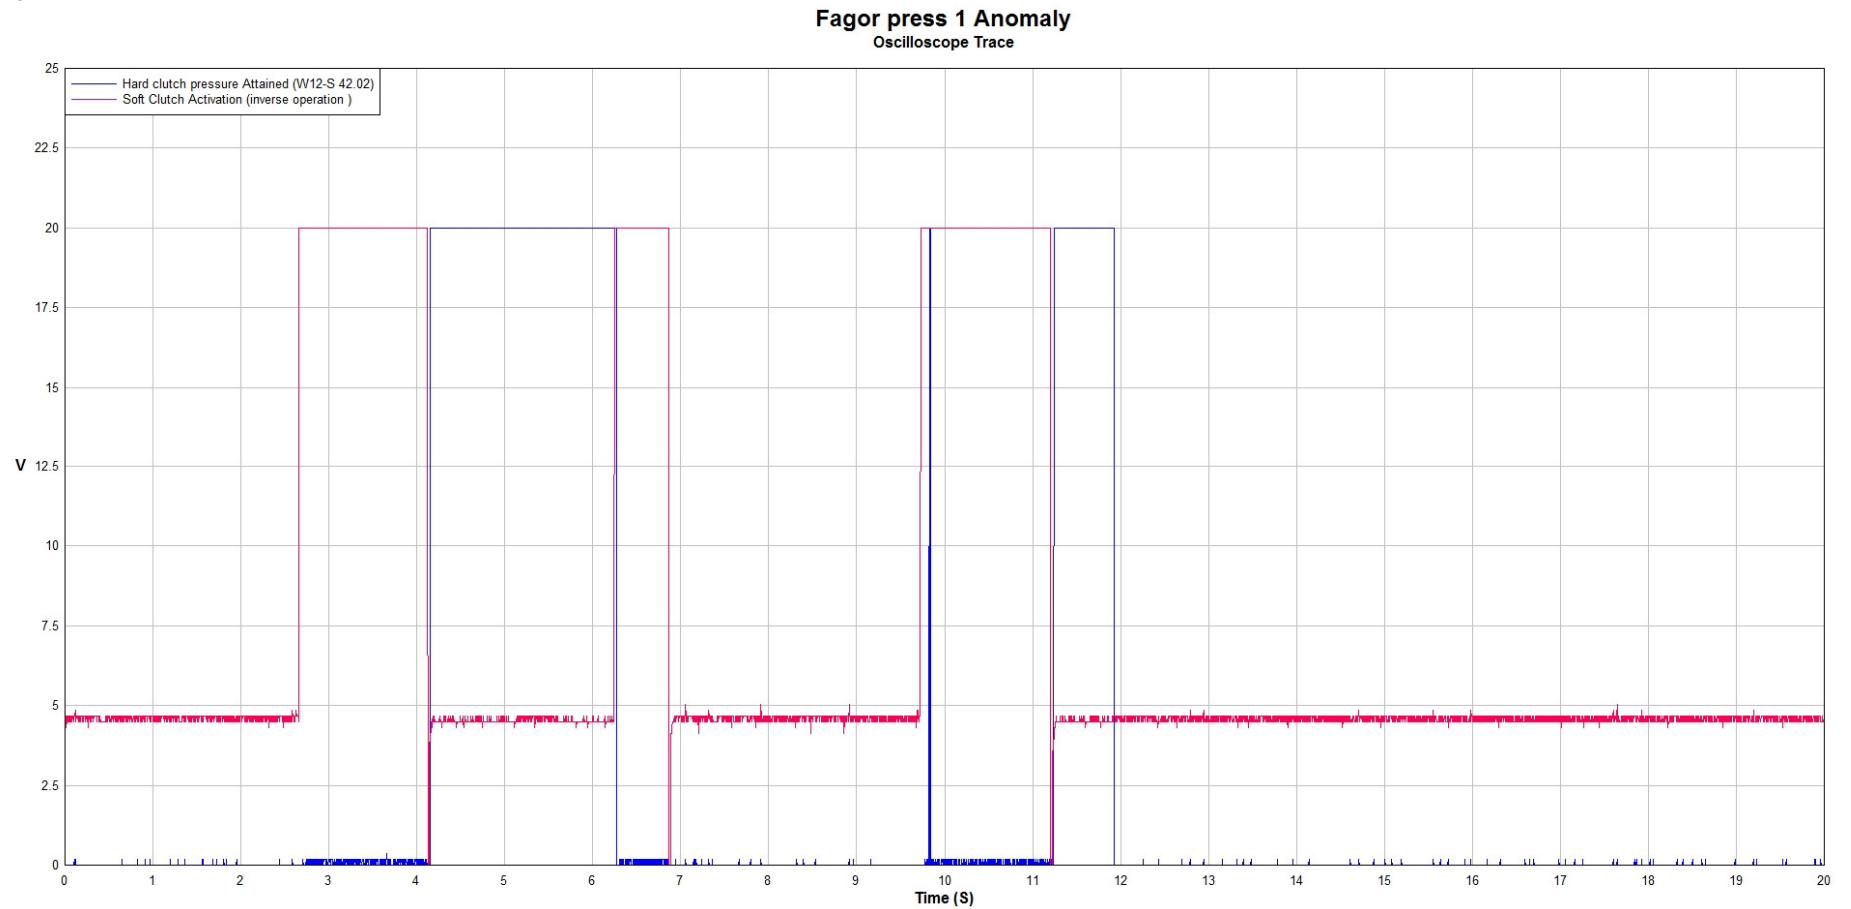 Fagor press 1 Anomaly
Oscilloscope Trace
Hard clutch pressure Attained (W12-S 42.02)
Soft Clutch Activation (inverse operation )
25
22.5
20
17.5
15
V 12.5
10
7.5
5
2.5
0
0 1 2 3 4 5 6 7 8 9 10 11 12 13 14 15 16 17 18 19 20
Time (S)